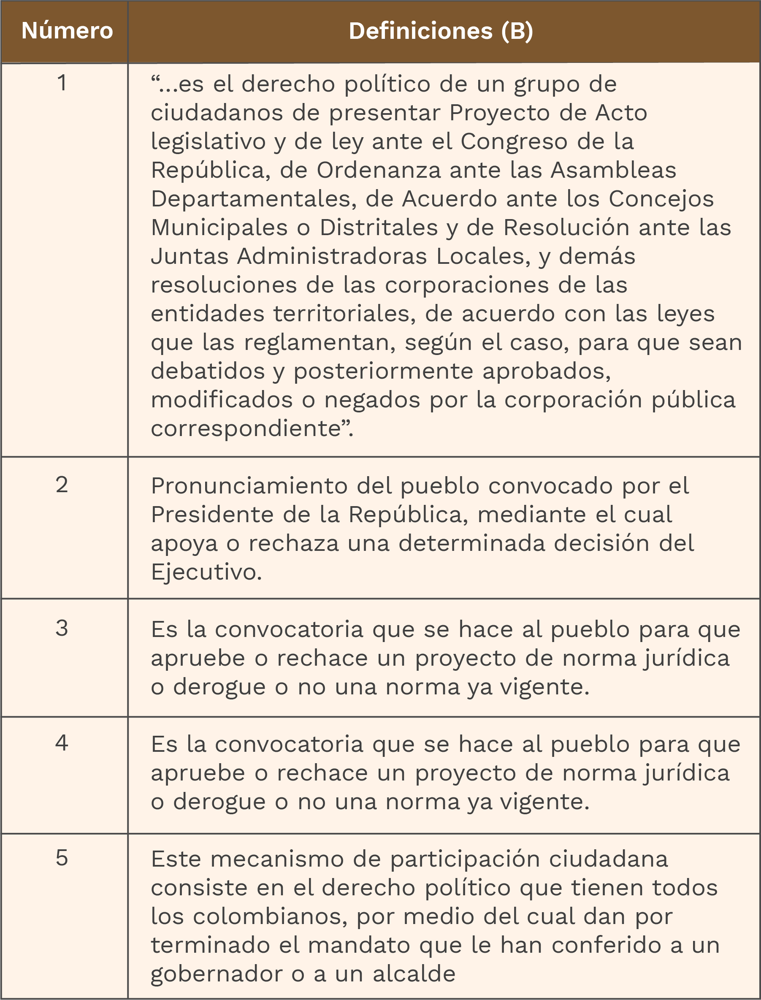 Número
Definiciones (B)
1
“...es el derecho político de un grupo de
ciudadanos de presentar Proyecto de Acto
legislativo y de ley ante el Congreso de la
República, de Ordenanza ante las Asambleas
Departamentales, de Acuerdo ante los Concejos
Municipales o Distritales y de Resolución ante las
Juntas Administradoras Locales, y demás
resoluciones de las corporaciones de las
entidades territoriales, de acuerdo con las leyes
que las reglamentan, según el caso, para que sean
debatidos y posteriormente aprobados,
modificados o negados por la corporación pública
correspondiente”.
2
Pronunciamiento del pueblo convocado por el
Presidente de la República, mediante el cual
apoya o rechaza una determinada decisión del
Ejecutivo.
3
Es la convocatoria que se hace al pueblo para que
apruebe o rechace un proyecto de norma jurídica
o derogue o no una norma ya vigente.
4
Es la convocatoria que se hace al pueblo para que
apruebe o rechace un proyecto de norma jurídica
o derogue o no una norma ya vigente.
5
Este mecanismo de participación ciudadana
consiste en el derecho político que tienen todos
los colombianos, por medio del cual dan por
terminado el mandato que le han conferido a un
gobernador o a un alcalde